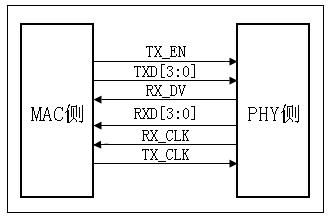 TX_EN
TXD[3:0]
RX_DV
MAC侧
RXD[3:0]
PHY侧
RX_CLK
TX_CLK